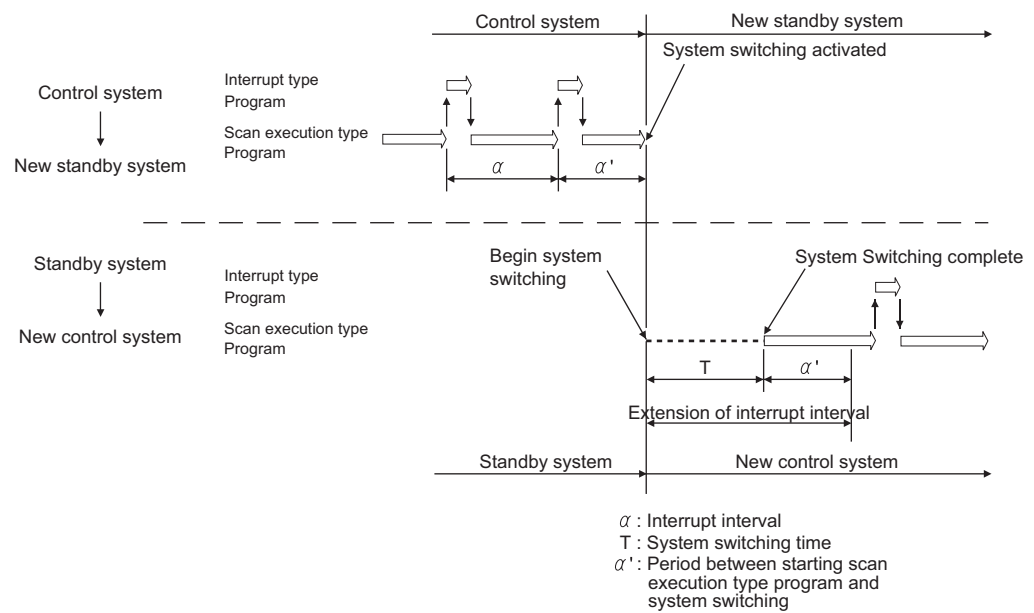 Control system
New standby system
System switching activated
Interrupt type
Program
Control system
Scan execution type
Program
New standby system
α
α'
Standby system
Begin system
switching
System Switching complete
Interrupt type
Program
New control system
Scan execution type
Program
T
α'
Extension of interrupt interval
Standby system
New control system
α : Interrupt interval
T : System switching time
α' : Period between starting scan
execution type program and
system switching